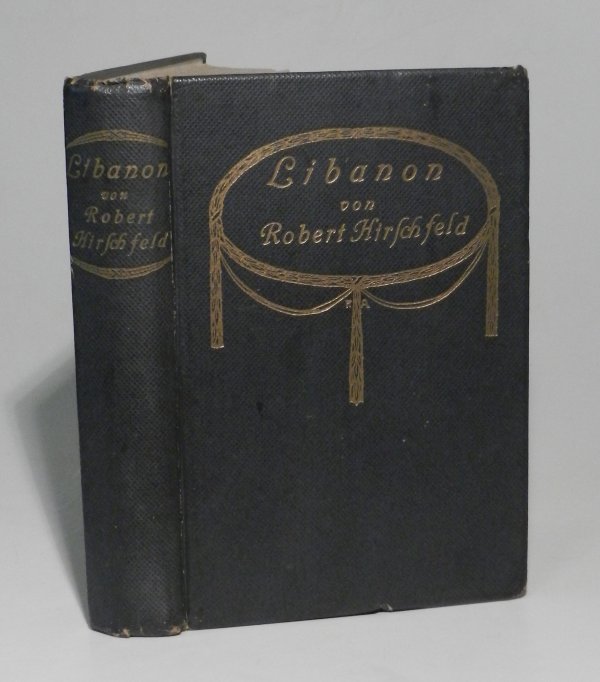 Libanon
von
Robert
Hirschfeld
Libanon
von
Robert Hirschfeld